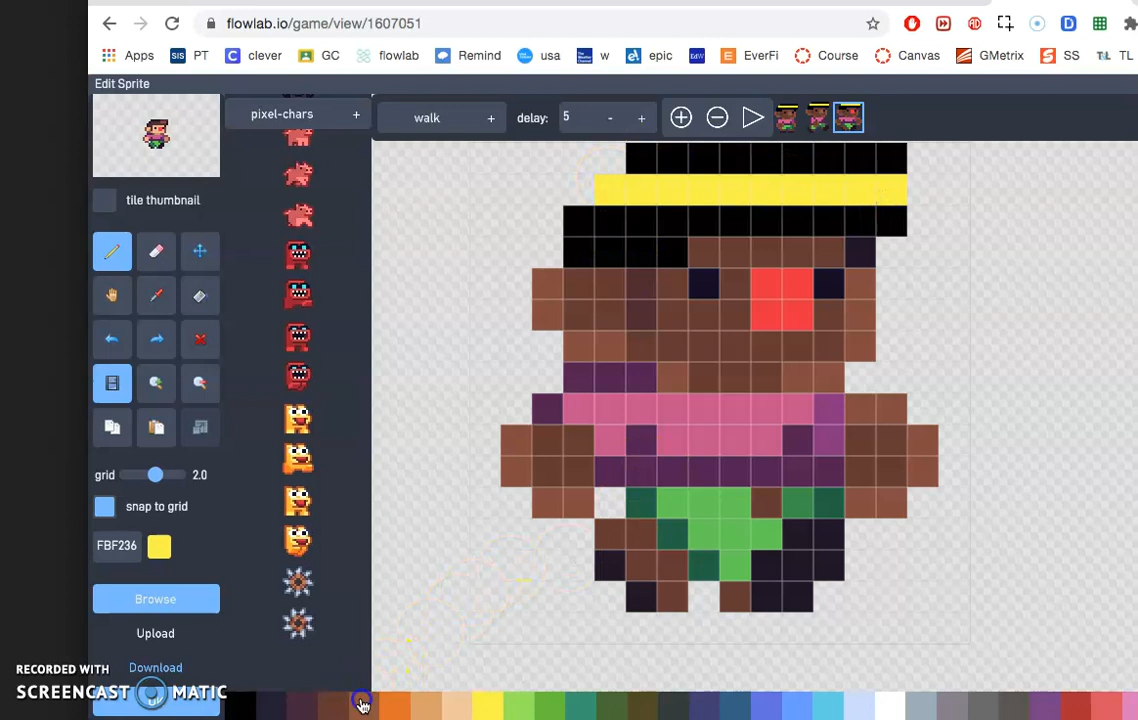 flowlab.io/game/view/1607051
Apps PT clever GC flowlab Remind usa w epic EverFi Course Canvas GMetrix SS TL
Edit Sprite
pixel-chars + walk + delay: 5 - +
tile thumbnail
grid 2.0
snap to grid
FBF236
Browse
Upload
Download
RECORDED WITH
SCREENCAST MATIC